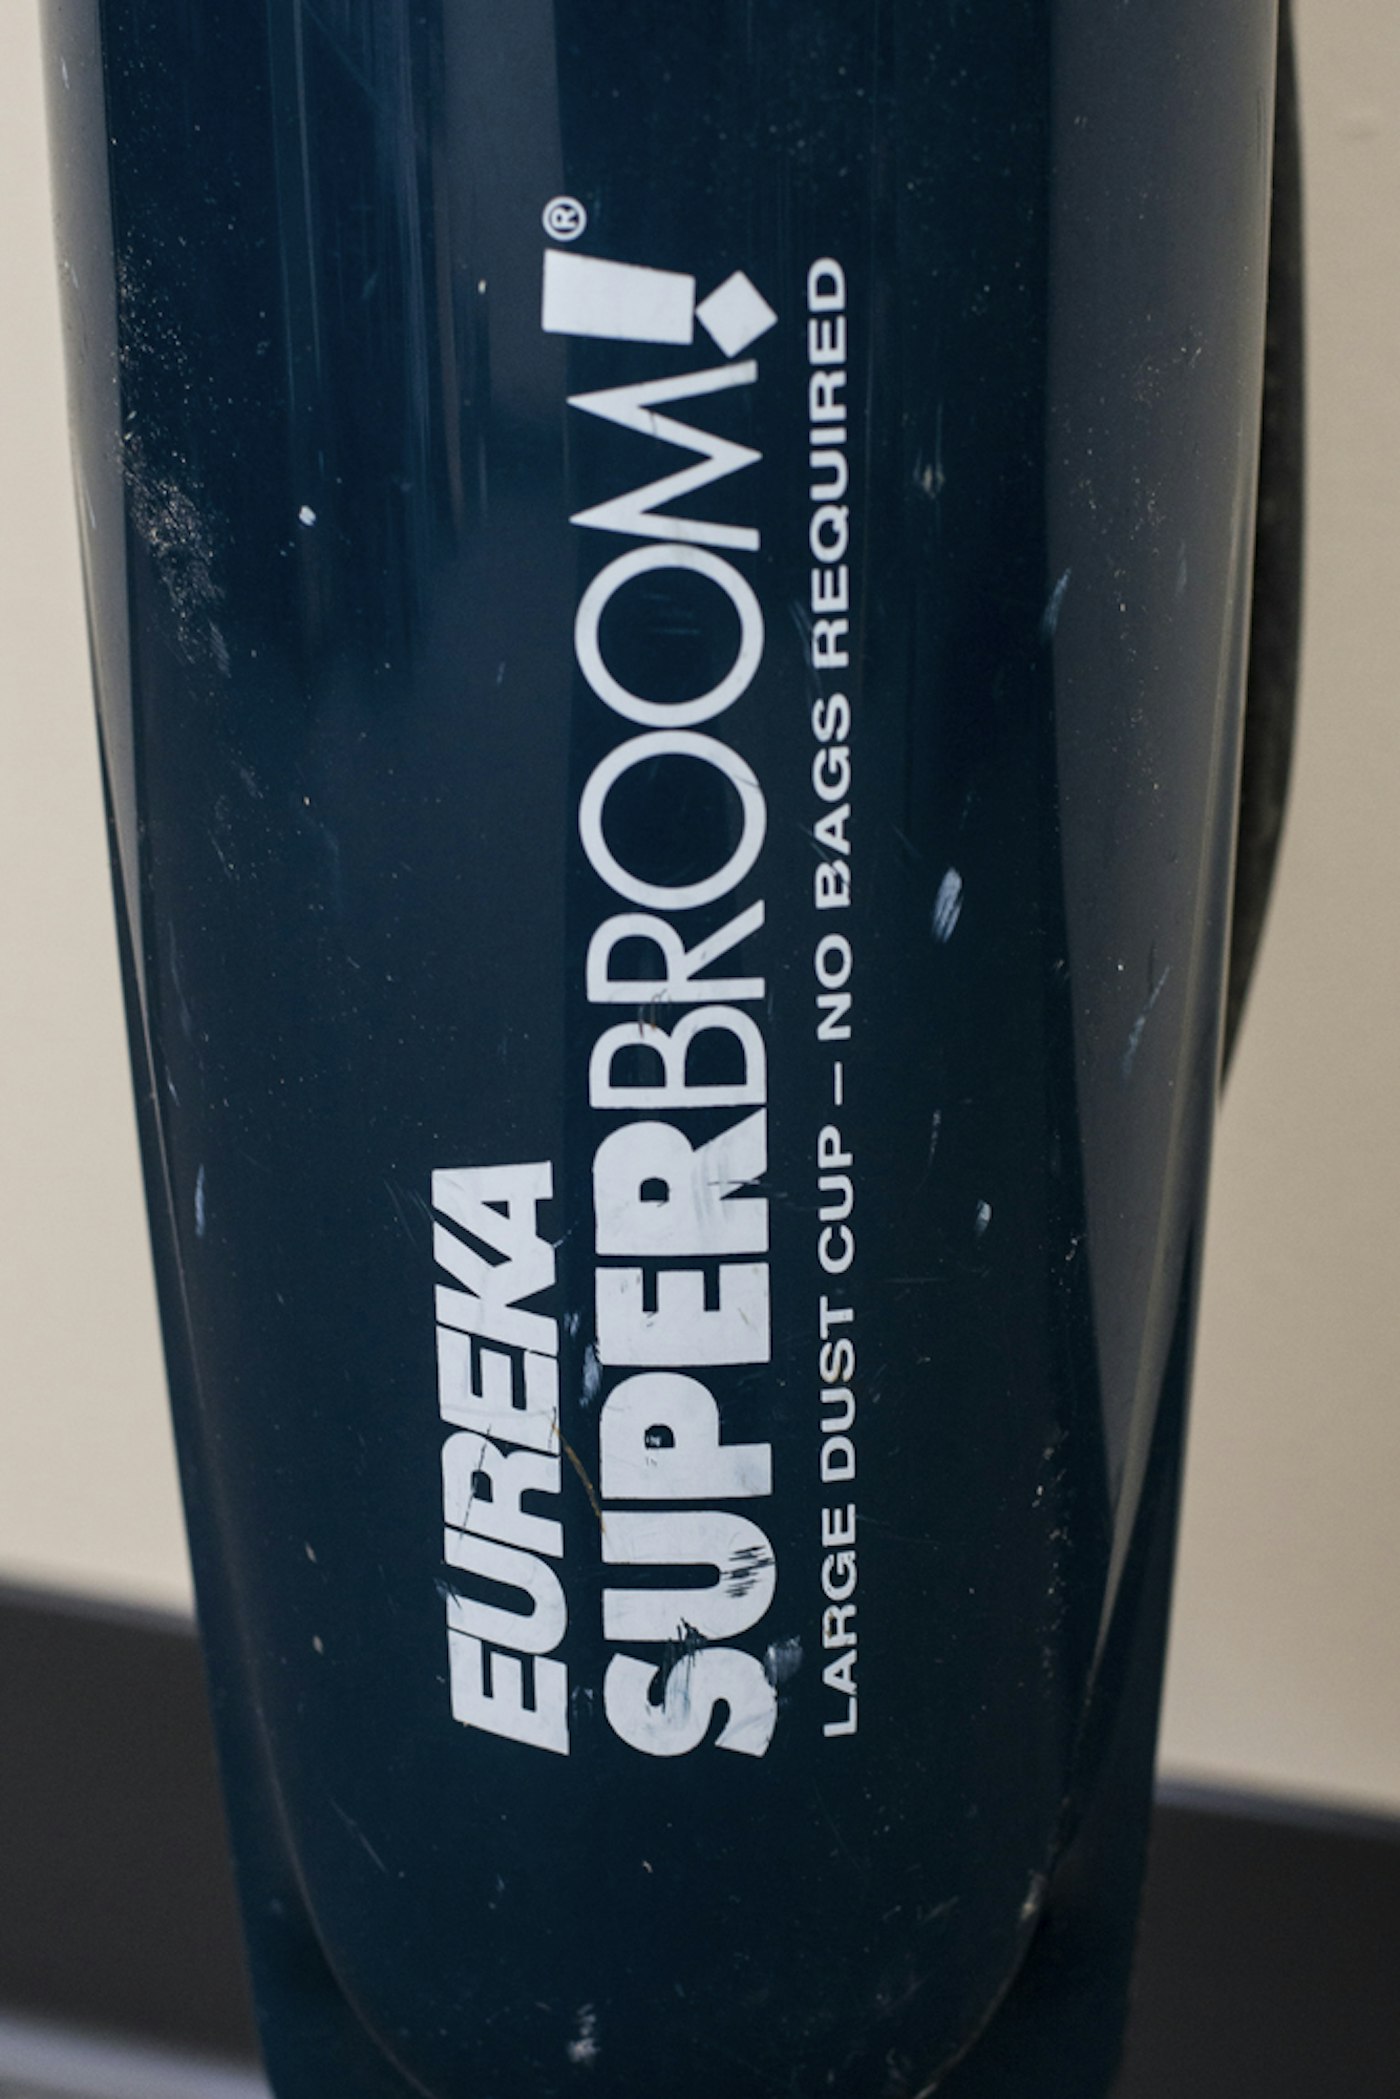 EUREKA
SUPERBROOM!®
LARGE DUST CUP – NO BAGS REQUIRED